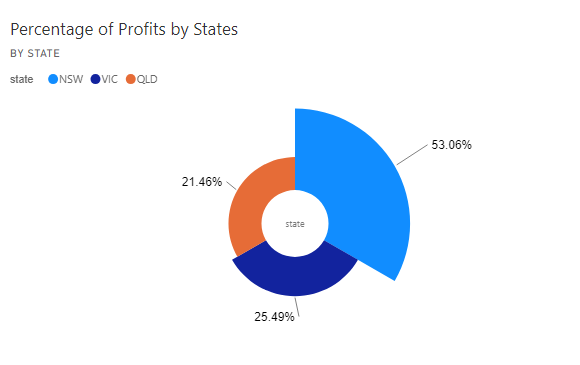 Percentage of Profits by States
BY STATE
state NSW VIC QLD
53.06%
21.46%
state
25.49%